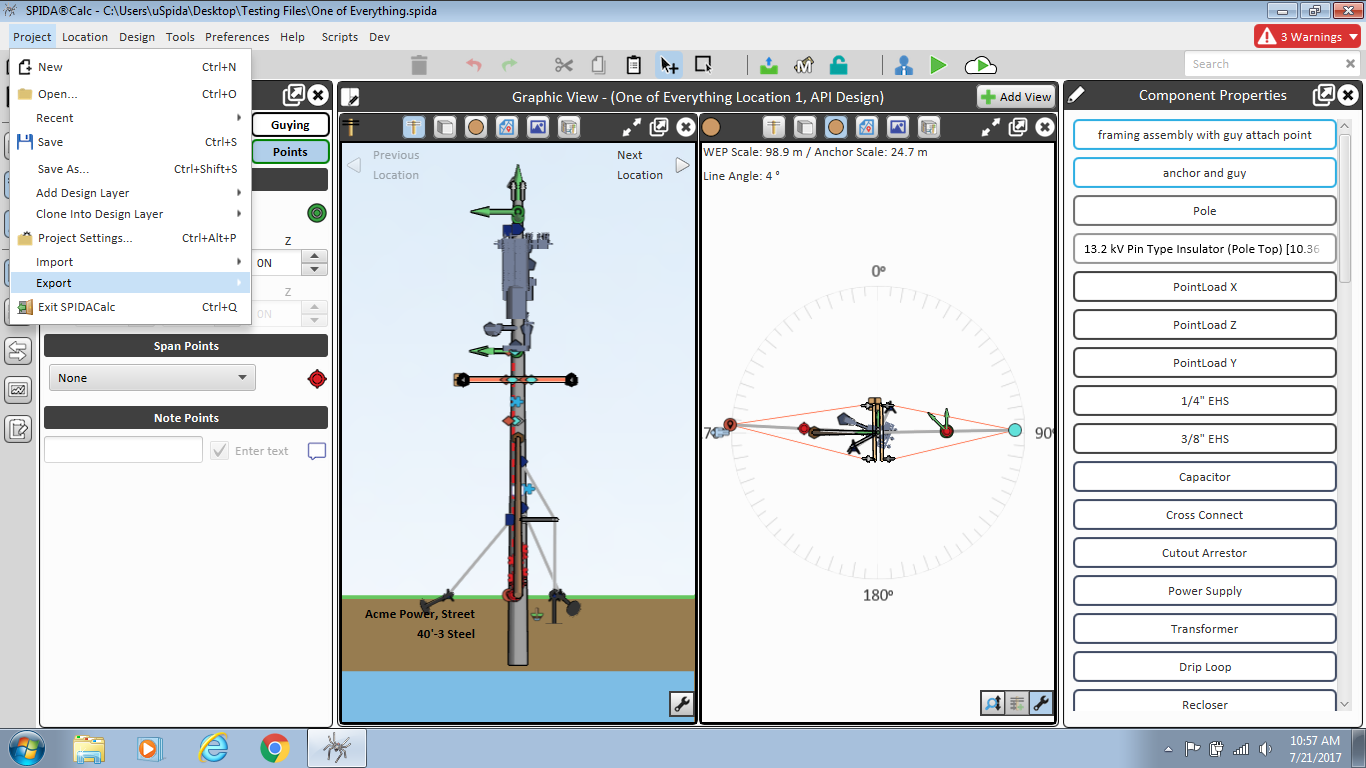 SPIDA®Calc - C:\Users\uSpida\Desktop\Testing Files\One of Everything.spida
Project Location Design Tools Preferences Help Scripts Dev
3 Warnings
New Ctrl+N
Open... Ctrl+O
Recent
Save Ctrl+S
Save As... Ctrl+Shift+S
Add Design Layer
Clone Into Design Layer
Project Settings... Ctrl+Alt+P
Import
Export
Exit SPIDACalc Ctrl+Q
Search
Guying
Points
Z
0N
Z
0N
Span Points
None
Note Points
Enter text
Graphic View - (One of Everything Location 1, API Design)
Add View
Previous
Location
Next
Location
Acme Power, Street
40'-3 Steel
WEP Scale: 98.9 m / Anchor Scale: 24.7 m
Line Angle: 4 °
0°
90°
180°
Component Properties
framing assembly with guy attach point
anchor and guy
Pole
13.2 kV Pin Type Insulator (Pole Top) [10.36
PointLoad X
PointLoad Z
PointLoad Y
1/4" EHS
3/8" EHS
Capacitor
Cross Connect
Cutout Arrestor
Power Supply
Transformer
Drip Loop
Recloser
10:57 AM
7/21/2017